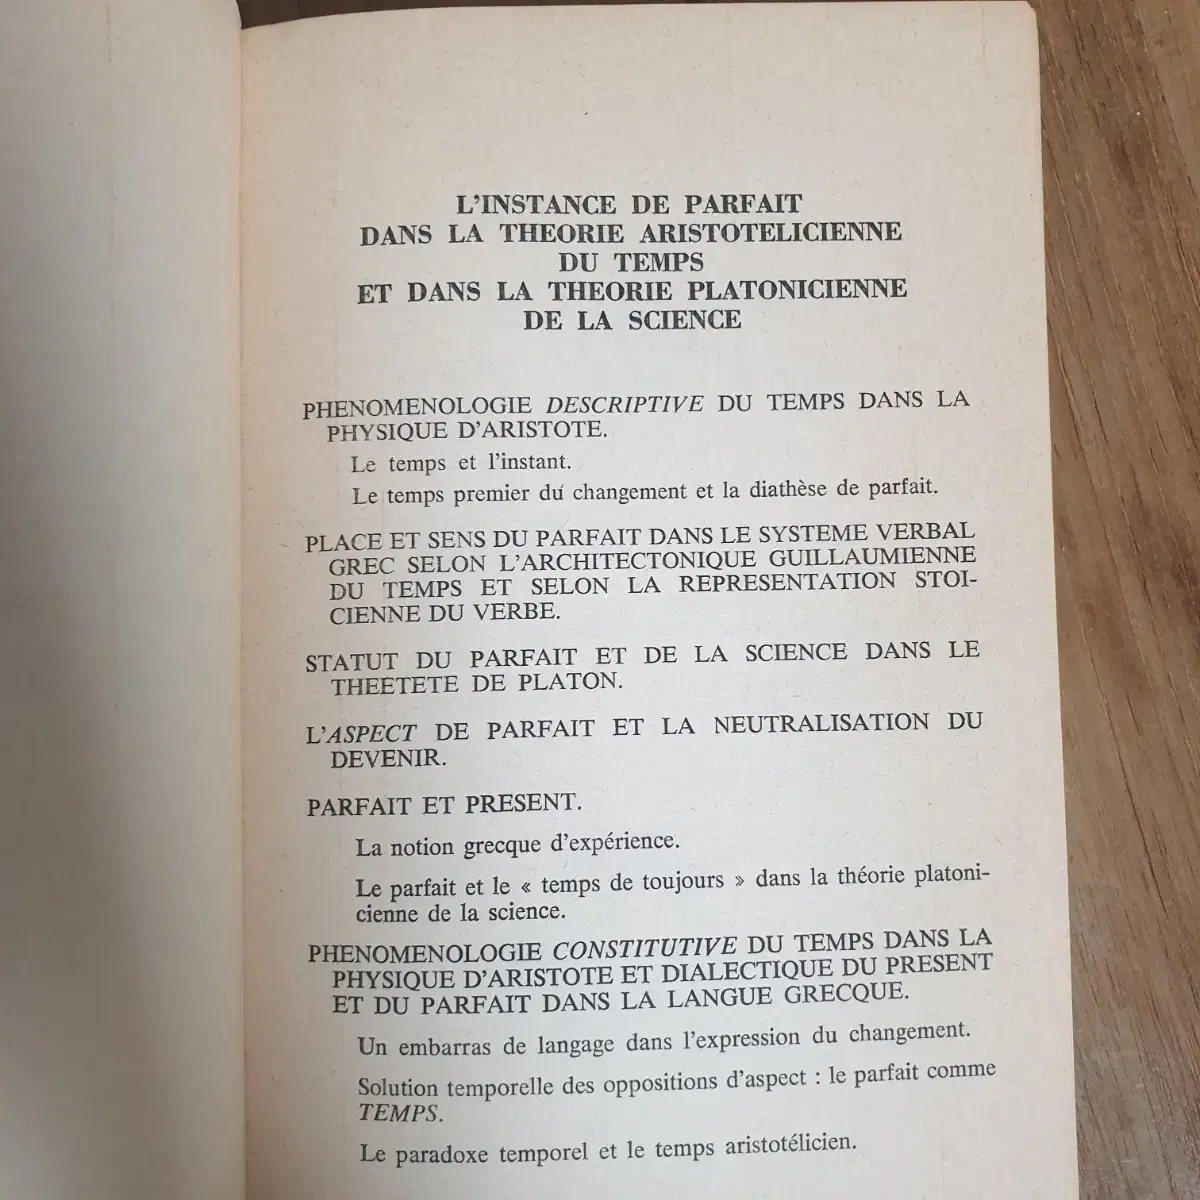 L'INSTANCE DE PARFAIT
DANS LA THEORIE ARISTOTELICIENNE
DU TEMPS
ET DANS LA THEORIE PLATONICIENNE
DE LA SCIENCE
PHENOMENOLOGIE DESCRIPTIVE DU TEMPS DANS LA
PHYSIQUE D'ARISTOTE.
Le temps et l'instant.
Le temps premier du changement et la diathèse de parfait.
PLACE ET SENS DU PARFAIT DANS LE SYSTEME VERBAL
GREC SELON L'ARCHITECTONIQUE GUILLAUMIENNE
DU TEMPS ET SELON LA REPRESENTATION STOI-
CIENNE DU VERBE.
STATUT DU PARFAIT ET DE LA SCIENCE DANS LE
THEETETE DE PLATON.
L'ASPECT DE PARFAIT ET LA NEUTRALISATION DU
DEVENIR.
PARFAIT ET PRESENT.
La notion grecque d'expérience.
Le parfait et le « temps de toujours » dans la théorie platoni-
cienne de la science.
PHENOMENOLOGIE CONSTITUTIVE DU TEMPS DANS LA
PHYSIQUE D'ARISTOTE ET DIALECTIQUE DU PRESENT
ET DU PARFAIT DANS LA LANGUE GRECQUE.
Un embarras de langage dans l'expression du changement.
Solution temporelle des oppositions d'aspect : le parfait comme
TEMPS.
Le paradoxe temporel et le temps aristotélicien.